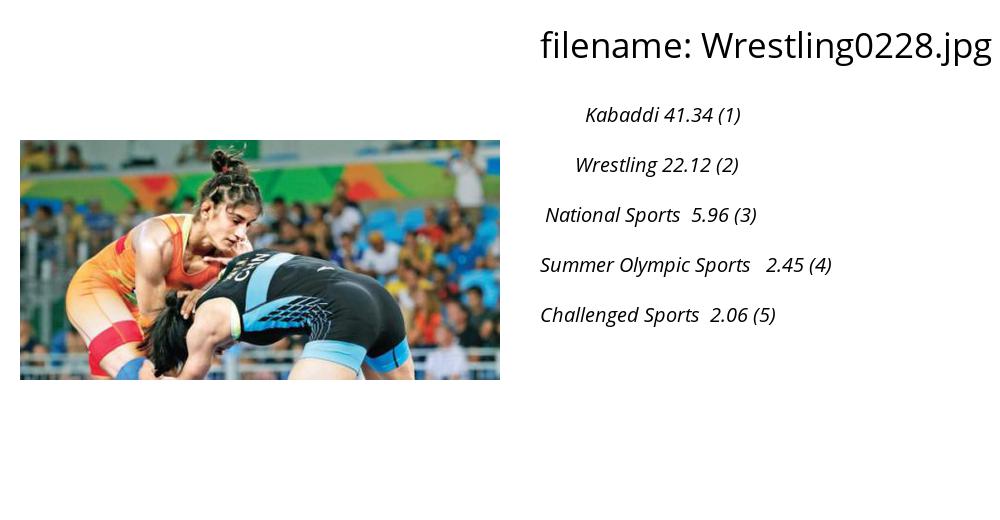 filename: Wrestling0228.jpg
Kabaddi 41.34 (1)
Wrestling 22.12 (2)
National Sports 5.96 (3)
Summer Olympic Sports 2.45 (4)
Challenged Sports 2.06 (5)